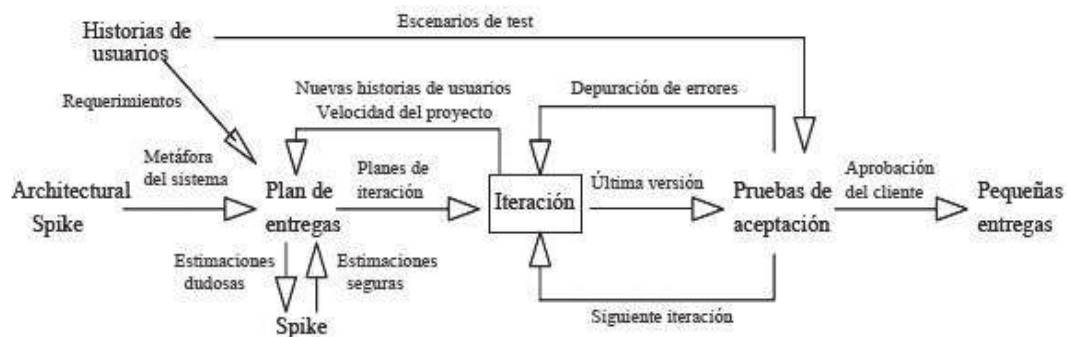 Escenarios de test
Historias de
usuarios
Nuevas historias de usuarios
Depuración de errores
Requerimientos
Velocidad del proyecto
Metáfora
del sistema
Planes de
iteración
Última versión
Aprobación
del cliente
Architectural
Spike
Plan de
entregas
Iteración
Pruebas de
aceptación
Pequeñas
entregas
Estimaciones
dudosas
Estimaciones
seguras
Siguiente iteración
Spike